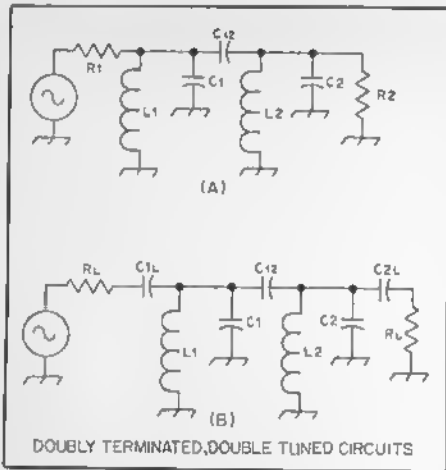 C12
R1
L1
C1
L2
C2
R2
(A)
RL
C1L
C12
C2L
L1
C1
L2
C2
RL
(B)
DOUBLY TERMINATED, DOUBLE TUNED CIRCUITS